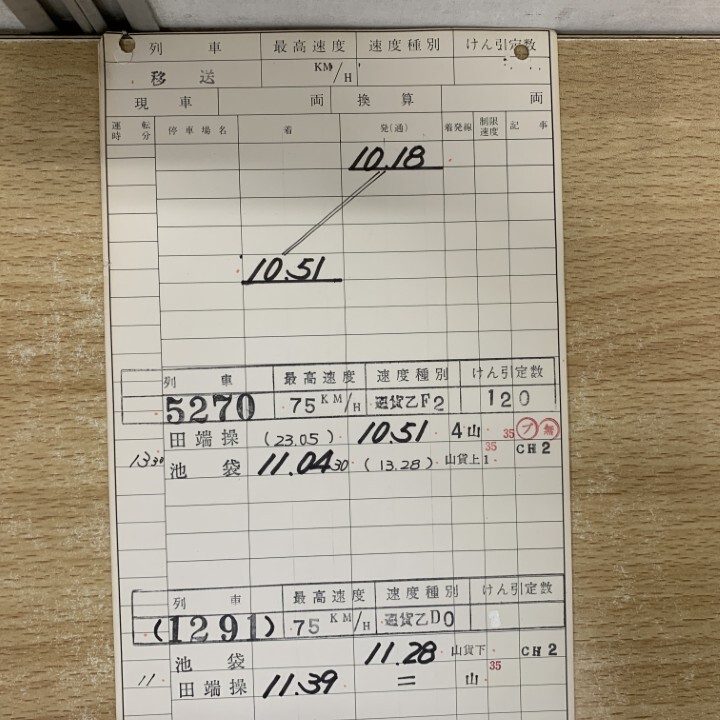 列 車 最高速度 速度種別 けん引定数
移 送 KM/H
現 車 両 換 算 両
運転時分 停車場名 着 発(通) 着発線 制限速度 記 事
10.18
10.51
列 車 最高速度 速度種別 けん引定数
5270 75 KM/H 通貨乙F2 120
田端操 (23.05) 10.51 4山 35 ブ 無
13 30 池 袋 11.04 30 (13.28) 山貨上1 35 CH2
列 車 最高速度 速度種別 けん引定数
(1291) 75 KM/H 通貨乙D0
池 袋 11.28 山貨下 CH2
11 田端操 11.39 = 山 35